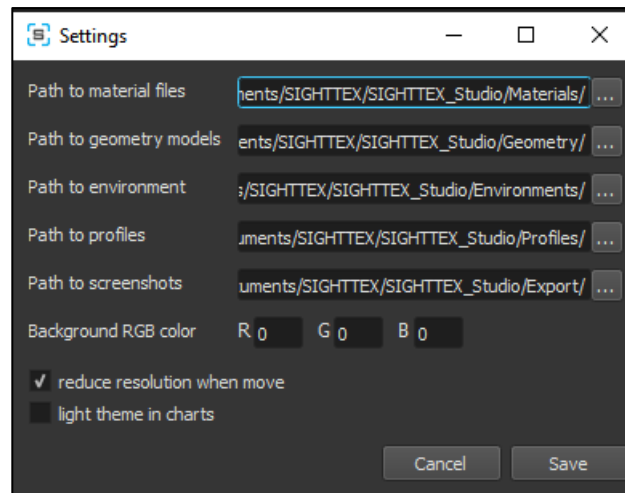 Settings
Path to material files nents/SIGHTTEX/SIGHTTEX_Studio/Materials/ ...
Path to geometry models ents/SIGHTTEX/SIGHTTEX_Studio/Geometry/ ...
Path to environment s/SIGHTTEX/SIGHTTEX_Studio/Environments/ ...
Path to profiles uments/SIGHTTEX/SIGHTTEX_Studio/Profiles/ ...
Path to screenshots uments/SIGHTTEX/SIGHTTEX_Studio/Export/ ...
Background RGB color R 0 G 0 B 0
reduce resolution when move
light theme in charts
Cancel Save